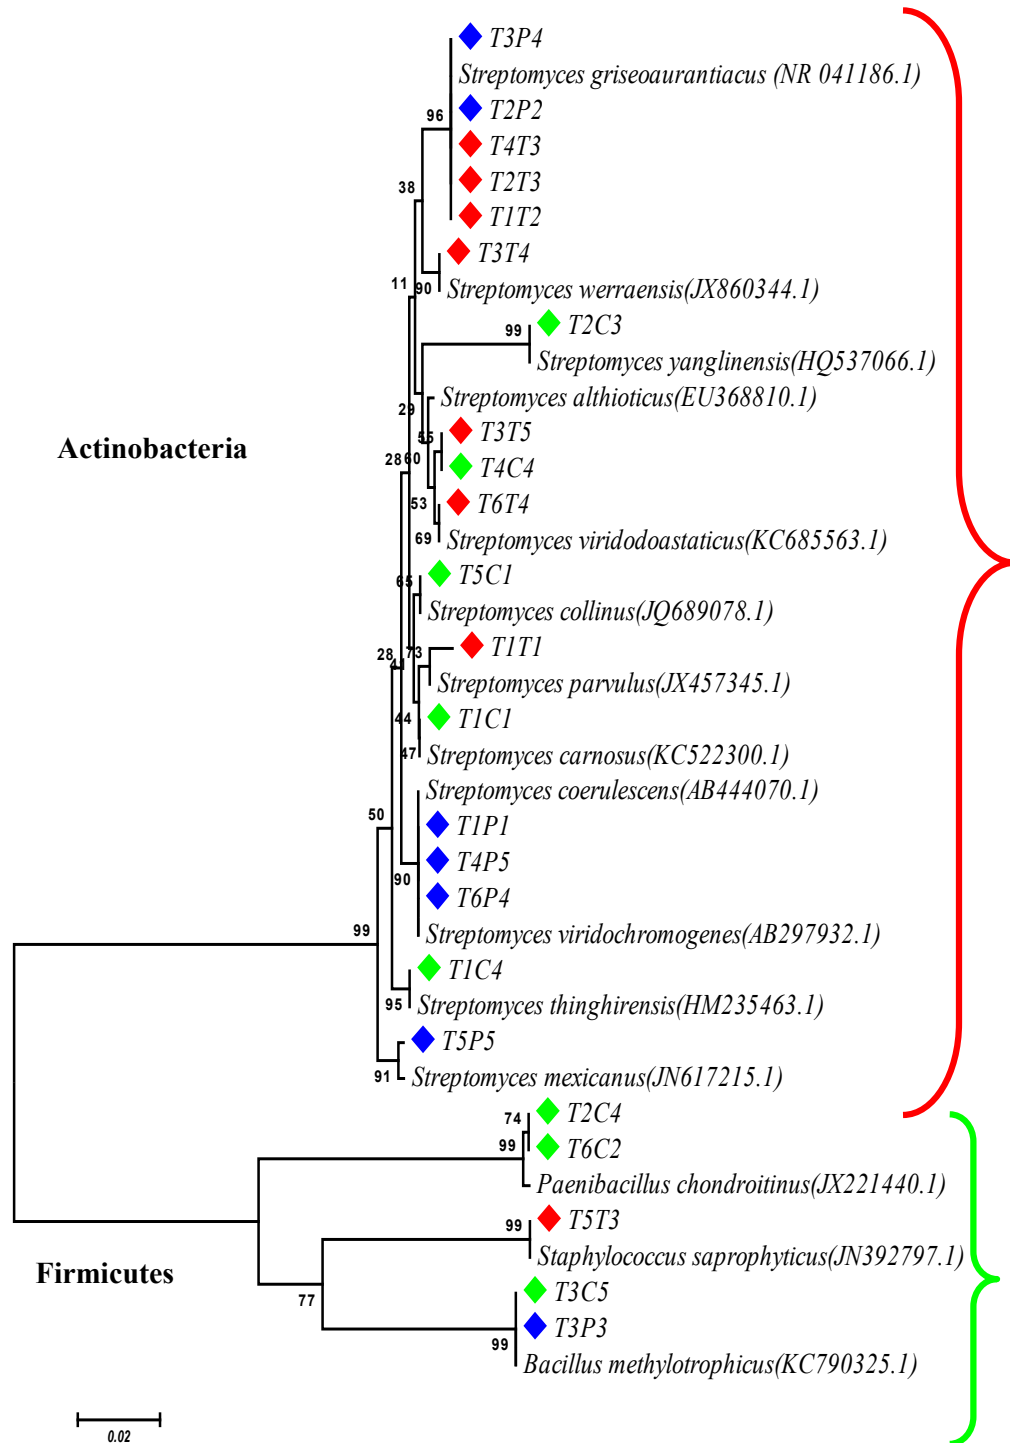 T3P4
Streptomyces griseoaurantiacus (NR 041186.1)
T2P2
96
T4T3
T2T3
38
T1T2
T3T4
11
90
Streptomyces werraensis(JX860344.1)
T2C3
99
Streptomyces yanglinensis(HQ537066.1)
Streptomyces althioticus(EU368810.1)
29
T3T5
55
Actinobacteria
28
60
T4C4
53
T6T4
69
Streptomyces viridodoastaticus(KC685563.1)
T5C1
65
Streptomyces collinus(JQ689078.1)
T1T1
28
73
41
Streptomyces parvulus(JX457345.1)
44
T1C1
47
Streptomyces carnosus(KC522300.1)
Streptomyces coerulescens(AB444070.1)
50
T1P1
T4P5
90
T6P4
99
Streptomyces viridochromogenes(AB297932.1)
T1C4
95
Streptomyces thinghirensis(HM235463.1)
T5P5
91
Streptomyces mexicanus(JN617215.1)
74
T2C4
99
T6C2
Paenibacillus chondroitinus(JX221440.1)
99
T5T3
Staphylococcus saprophyticus(JN392797.1)
Firmicutes
T3C5
77
T3P3
99
Bacillus methylotrophicus(KC790325.1)
0.02